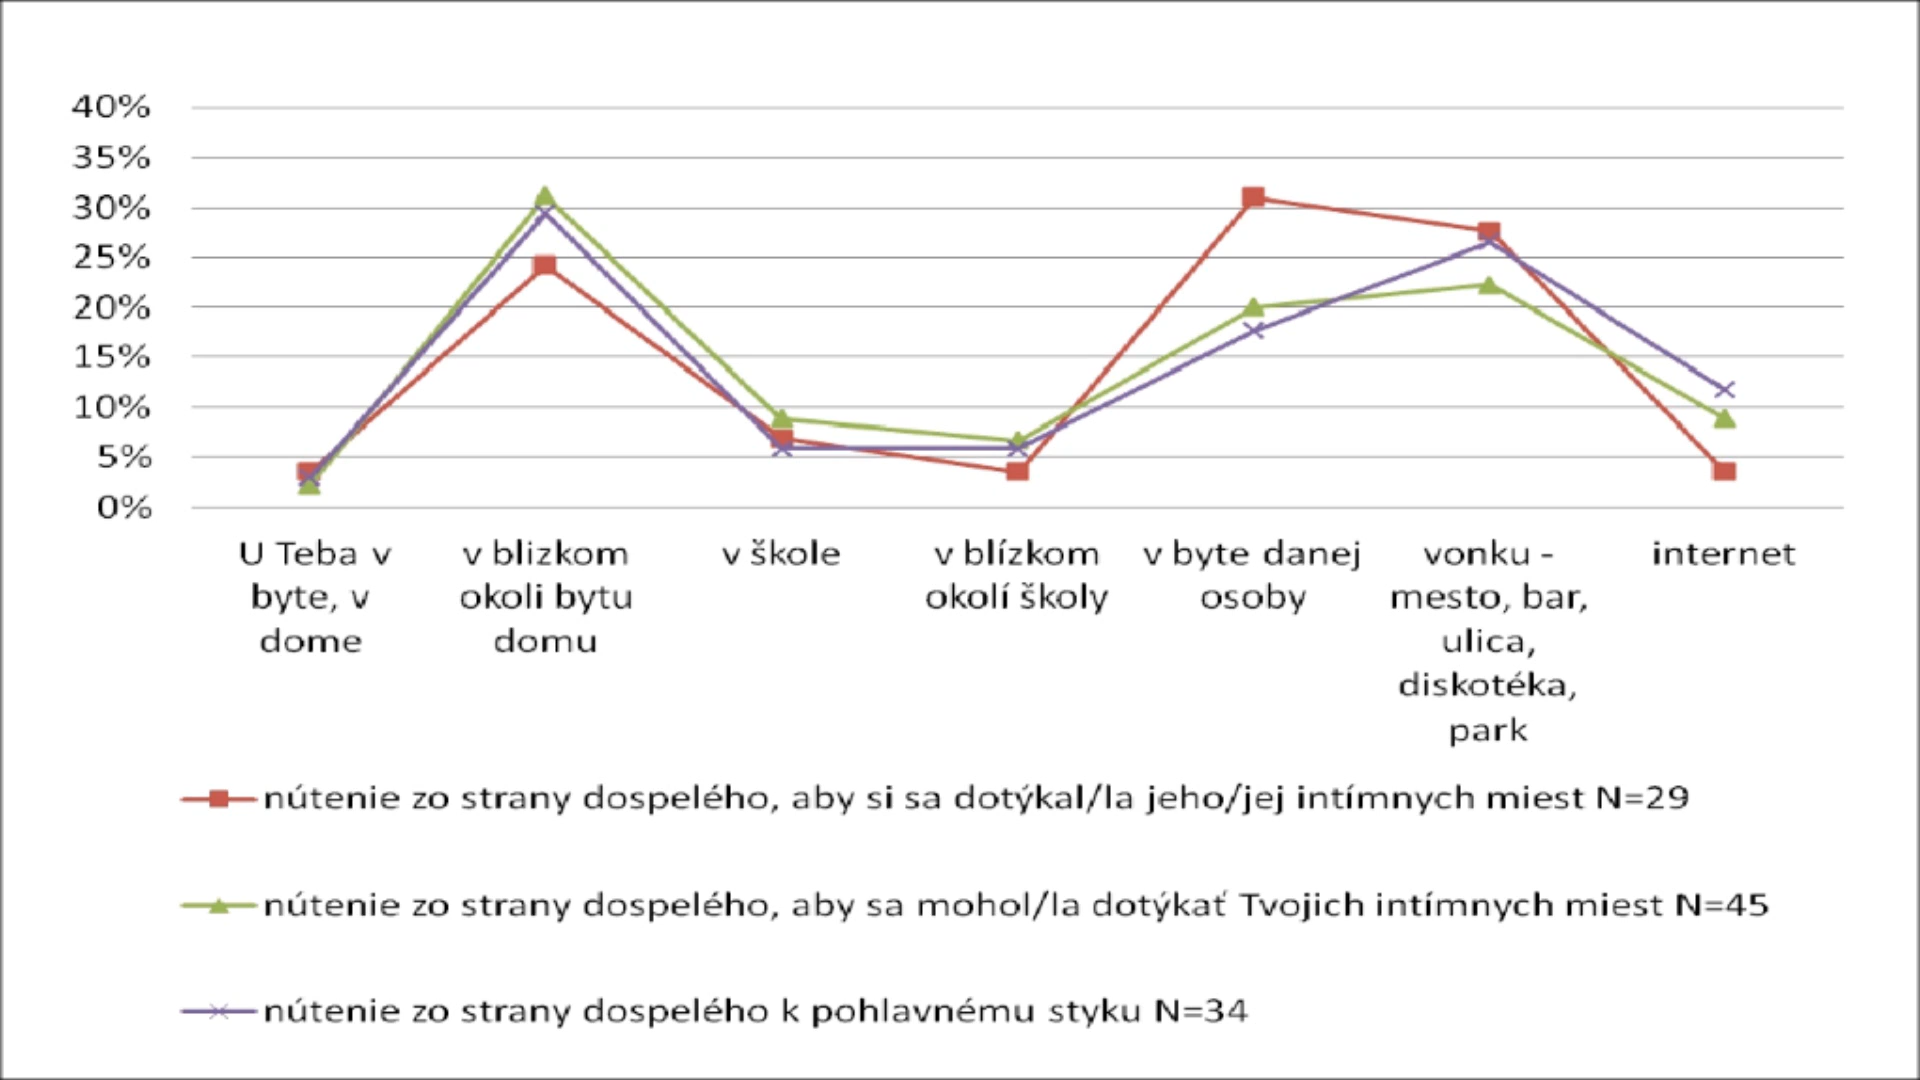 40%
35%
30%
25%
20%
15%
10%
5%
0%
U Teba v
byte, v
dome
v blizkom
okoli bytu
domu
v škole
v blízkom
okolí školy
v byte danej
osoby
vonku -
mesto, bar,
ulica,
diskotéka,
park
internet
nútenie zo strany dospelého, aby si sa dotýkal/la jeho/jej intímnych miest N=29
nútenie zo strany dospelého, aby sa mohol/la dotýkať Tvojich intímnych miest N=45
nútenie zo strany dospelého k pohlavnému styku N=34